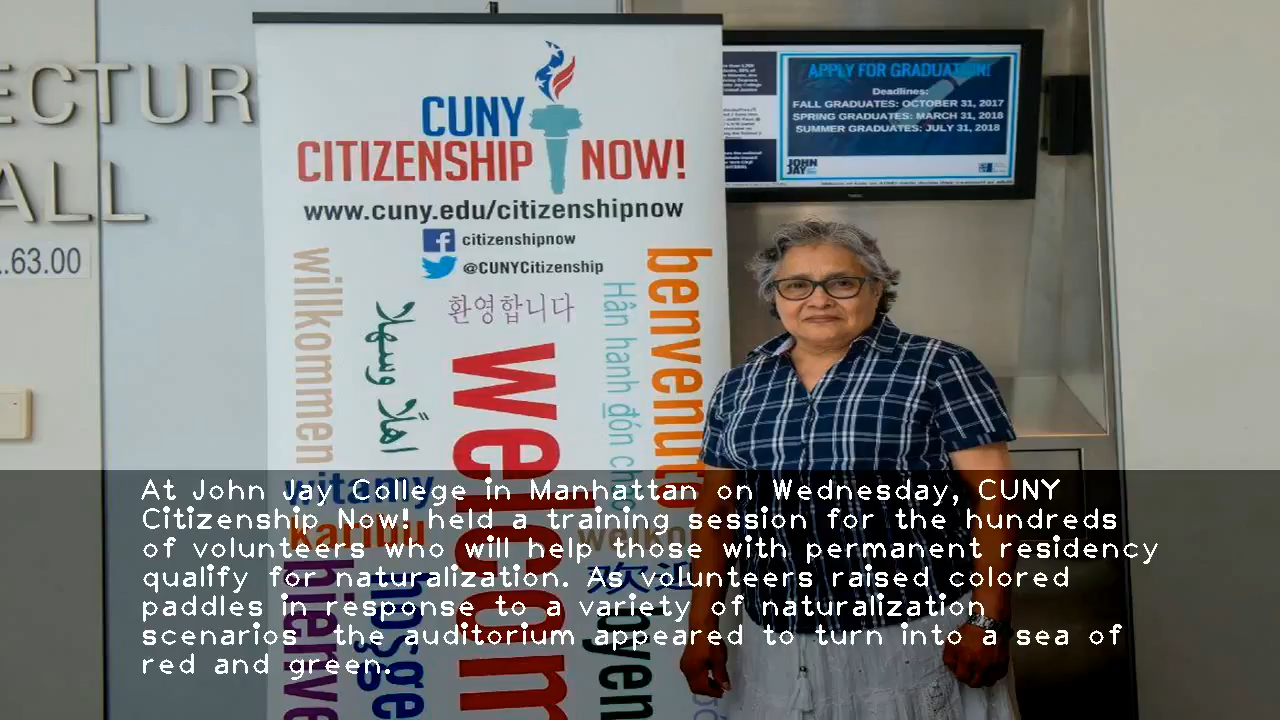 ECTUR
ALL
.63.00
CUNY
CITIZENSHIP NOW!
www.cuny.edu/citizenshipnow
citizenshipnow
@CUNYCitizenship
willkommen
اهلاً وسهلاً
환영합니다
Hân hanh đón
benvenuto
witamy
karibu
APPLY FOR GRADUATION!
Deadlines:
FALL GRADUATES: OCTOBER 31, 2017
SPRING GRADUATES: MARCH 31, 2018
SUMMER GRADUATES: JULY 31, 2018
JOHN
JAY
At John Jay College in Manhattan on Wednesday, CUNY
Citizenship Now! held a training session for the hundreds
of volunteers who will help those with permanent residency
qualify for naturalization. As volunteers raised colored
paddles in response to a variety of naturalization
scenarios the auditorium appeared to turn into a sea of
red and green.